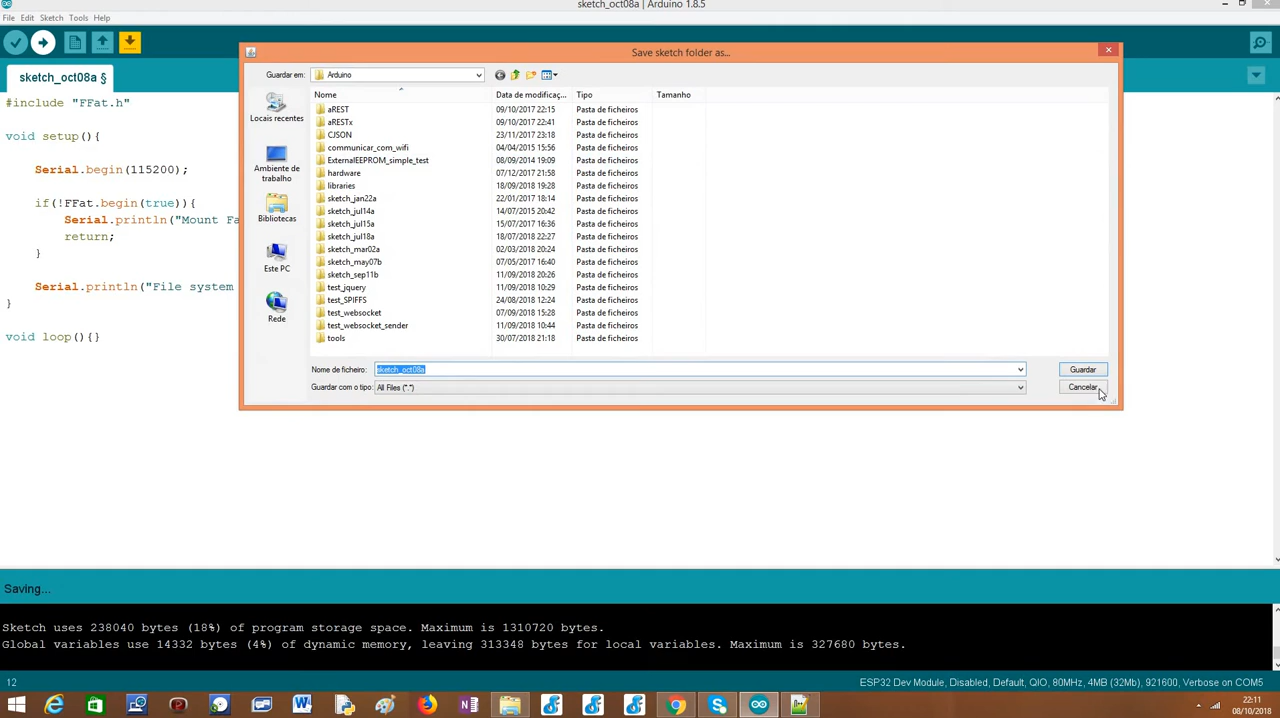 sketch_oct08a | Arduino 1.8.5
File Edit Sketch Tools Help
sketch_oct08a §
#include "FFat.h"
void setup(){
Serial.begin(115200);
if(!FFat.begin(true)){
Serial.println("Mount Fa
return;
}
Serial.println("File system
}
void loop(){}
Save sketch folder as...
Guardar em: Arduino
Locais recentes
Ambiente de trabalho
Bibliotecas
Este PC
Rede
Nome Data de modificaç... Tipo Tamanho
aREST 09/10/2017 22:15 Pasta de ficheiros
aRESTx 09/10/2017 22:41 Pasta de ficheiros
CJSON 23/11/2017 23:18 Pasta de ficheiros
communicar_com_wifi 04/04/2015 15:56 Pasta de ficheiros
ExternalEEPROM_simple_test 08/09/2014 19:09 Pasta de ficheiros
hardware 07/12/2017 21:58 Pasta de ficheiros
libraries 18/09/2018 19:28 Pasta de ficheiros
sketch_jan22a 22/01/2017 18:14 Pasta de ficheiros
sketch_jul14a 14/07/2015 20:42 Pasta de ficheiros
sketch_jul15a 15/07/2017 16:36 Pasta de ficheiros
sketch_jul18a 18/07/2018 22:27 Pasta de ficheiros
sketch_mar02a 02/03/2018 20:24 Pasta de ficheiros
sketch_may07b 07/05/2017 16:40 Pasta de ficheiros
sketch_sep11b 11/09/2018 20:26 Pasta de ficheiros
test_jquery 11/09/2018 10:29 Pasta de ficheiros
test_SPIFFS 24/08/2018 12:24 Pasta de ficheiros
test_websocket 07/09/2018 15:28 Pasta de ficheiros
test_websocket_sender 11/09/2018 10:44 Pasta de ficheiros
tools 30/07/2018 21:18 Pasta de ficheiros
Nome de ficheiro: sketch_oct08a Guardar
Guardar com o tipo: All Files (*.*) Cancelar
Saving...
Sketch uses 238040 bytes (18%) of program storage space. Maximum is 1310720 bytes.
Global variables use 14332 bytes (4%) of dynamic memory, leaving 313348 bytes for local variables. Maximum is 327680 bytes.
12 ESP32 Dev Module, Disabled, Default, QIO, 80MHz, 4MB (32Mb), 921600, Verbose on COM5
22:11
08/10/2018